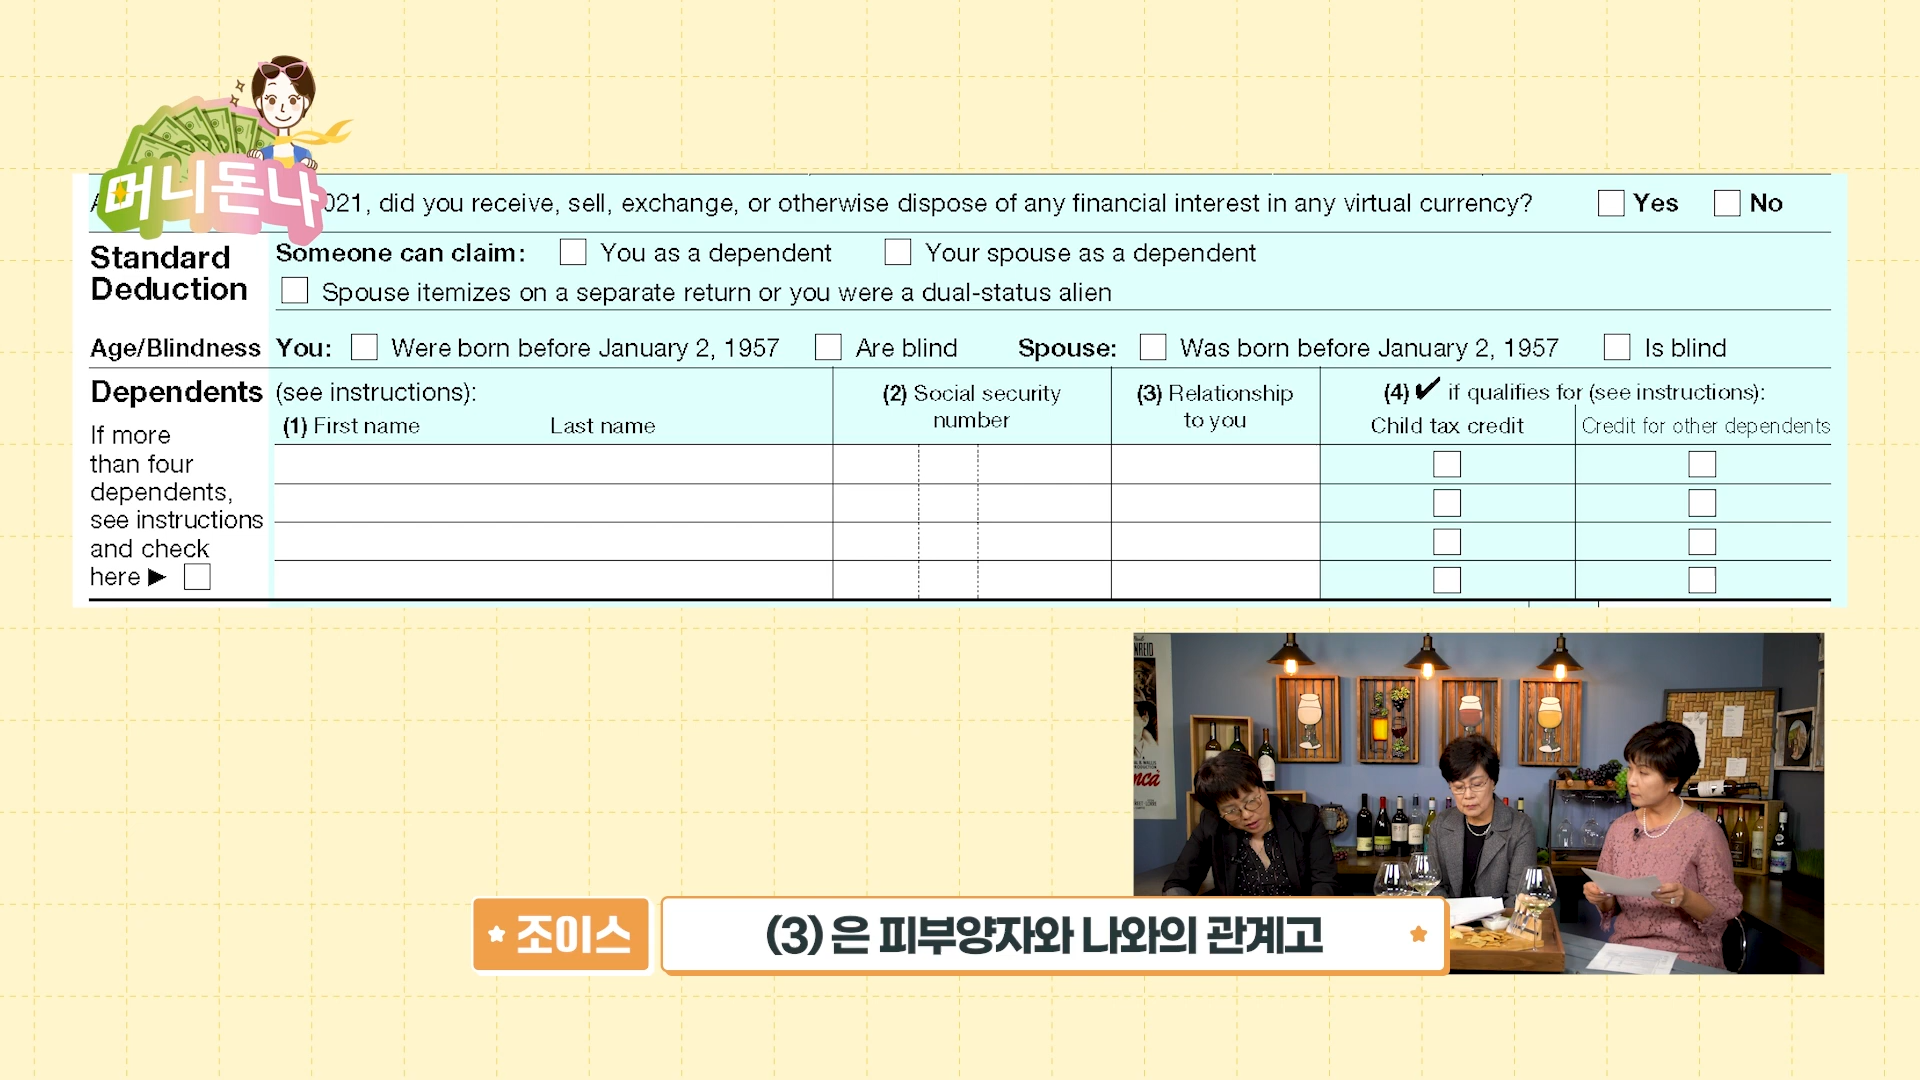 머니돈나
2021, did you receive, sell, exchange, or otherwise dispose of any financial interest in any virtual currency? Yes No
Standard Deduction
Someone can claim: You as a dependent Your spouse as a dependent
Spouse itemizes on a separate return or you were a dual-status alien
Age/Blindness You: Were born before January 2, 1957 Are blind Spouse: Was born before January 2, 1957 Is blind
Dependents (see instructions):
(1) First name Last name
(2) Social security
number
(3) Relationship
to you
(4) ✔ if qualifies for (see instructions):
Child tax credit Credit for other dependents
If more
than four
dependents,
see instructions
and check
here ▶
조이스
(3) 은 피부양자와 나와의 관계고